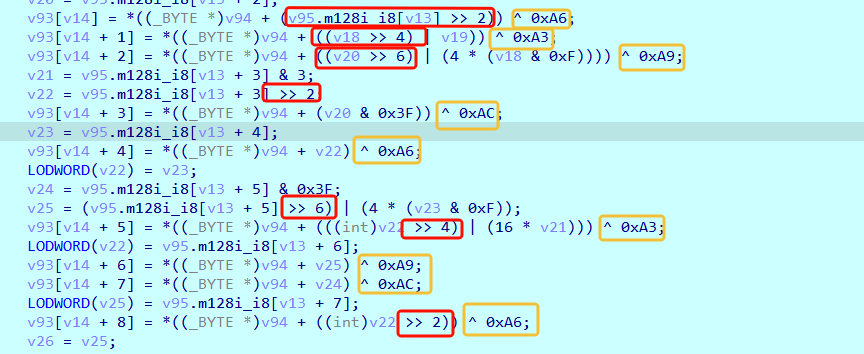 v93[v14] = *((_BYTE *)v94 + (v95.m128i_i8[v13] >> 2)) ^ 0xA6;
v93[v14 + 1] = *((_BYTE *)v94 + ((v18 >> 4) | v19)) ^ 0xA3;
v93[v14 + 2] = *((_BYTE *)v94 + ((v20 >> 6) | (4 * (v18 & 0xF)))) ^ 0xA9;
v21 = v95.m128i_i8[v13 + 3] & 3;
v22 = v95.m128i_i8[v13 + 3] >> 2
v93[v14 + 3] = *((_BYTE *)v94 + (v20 & 0x3F)) ^ 0xAC;
v23 = v95.m128i_i8[v13 + 4];
v93[v14 + 4] = *((_BYTE *)v94 + v22) ^ 0xA6;
LODWORD(v22) = v23;
v24 = v95.m128i_i8[v13 + 5] & 0x3F;
v25 = (v95.m128i_i8[v13 + 5] >> 6) | (4 * (v23 & 0xF));
v93[v14 + 5] = *((_BYTE *)v94 + (((int)v22 >> 4) | (16 * v21))) ^ 0xA3;
LODWORD(v22) = v95.m128i_i8[v13 + 6];
v93[v14 + 6] = *((_BYTE *)v94 + v25) ^ 0xA9;
v93[v14 + 7] = *((_BYTE *)v94 + v24) ^ 0xAC;
LODWORD(v25) = v95.m128i_i8[v13 + 7];
v93[v14 + 8] = *((_BYTE *)v94 + ((int)v22 >> 2)) ^ 0xA6;
v26 = v25;